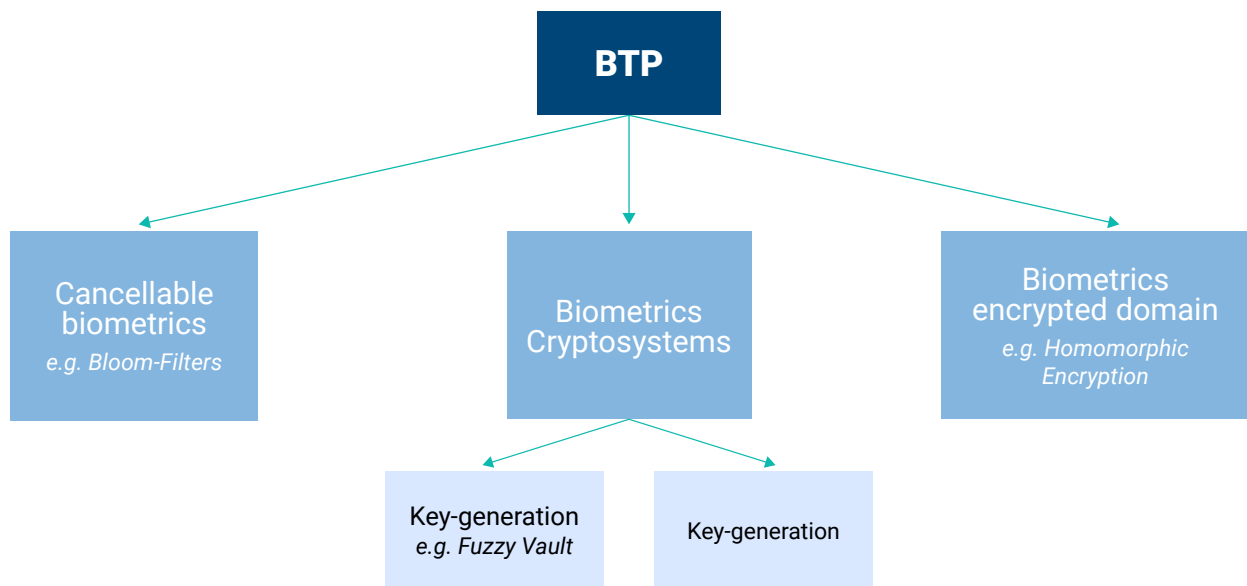 BTP
Cancellable
biometrics
e.g. Bloom-Filters
Biometrics
Cryptosystems
Biometrics
encrypted domain
e.g. Homomorphic
Encryption
Key-generation
e.g. Fuzzy Vault
Key-generation